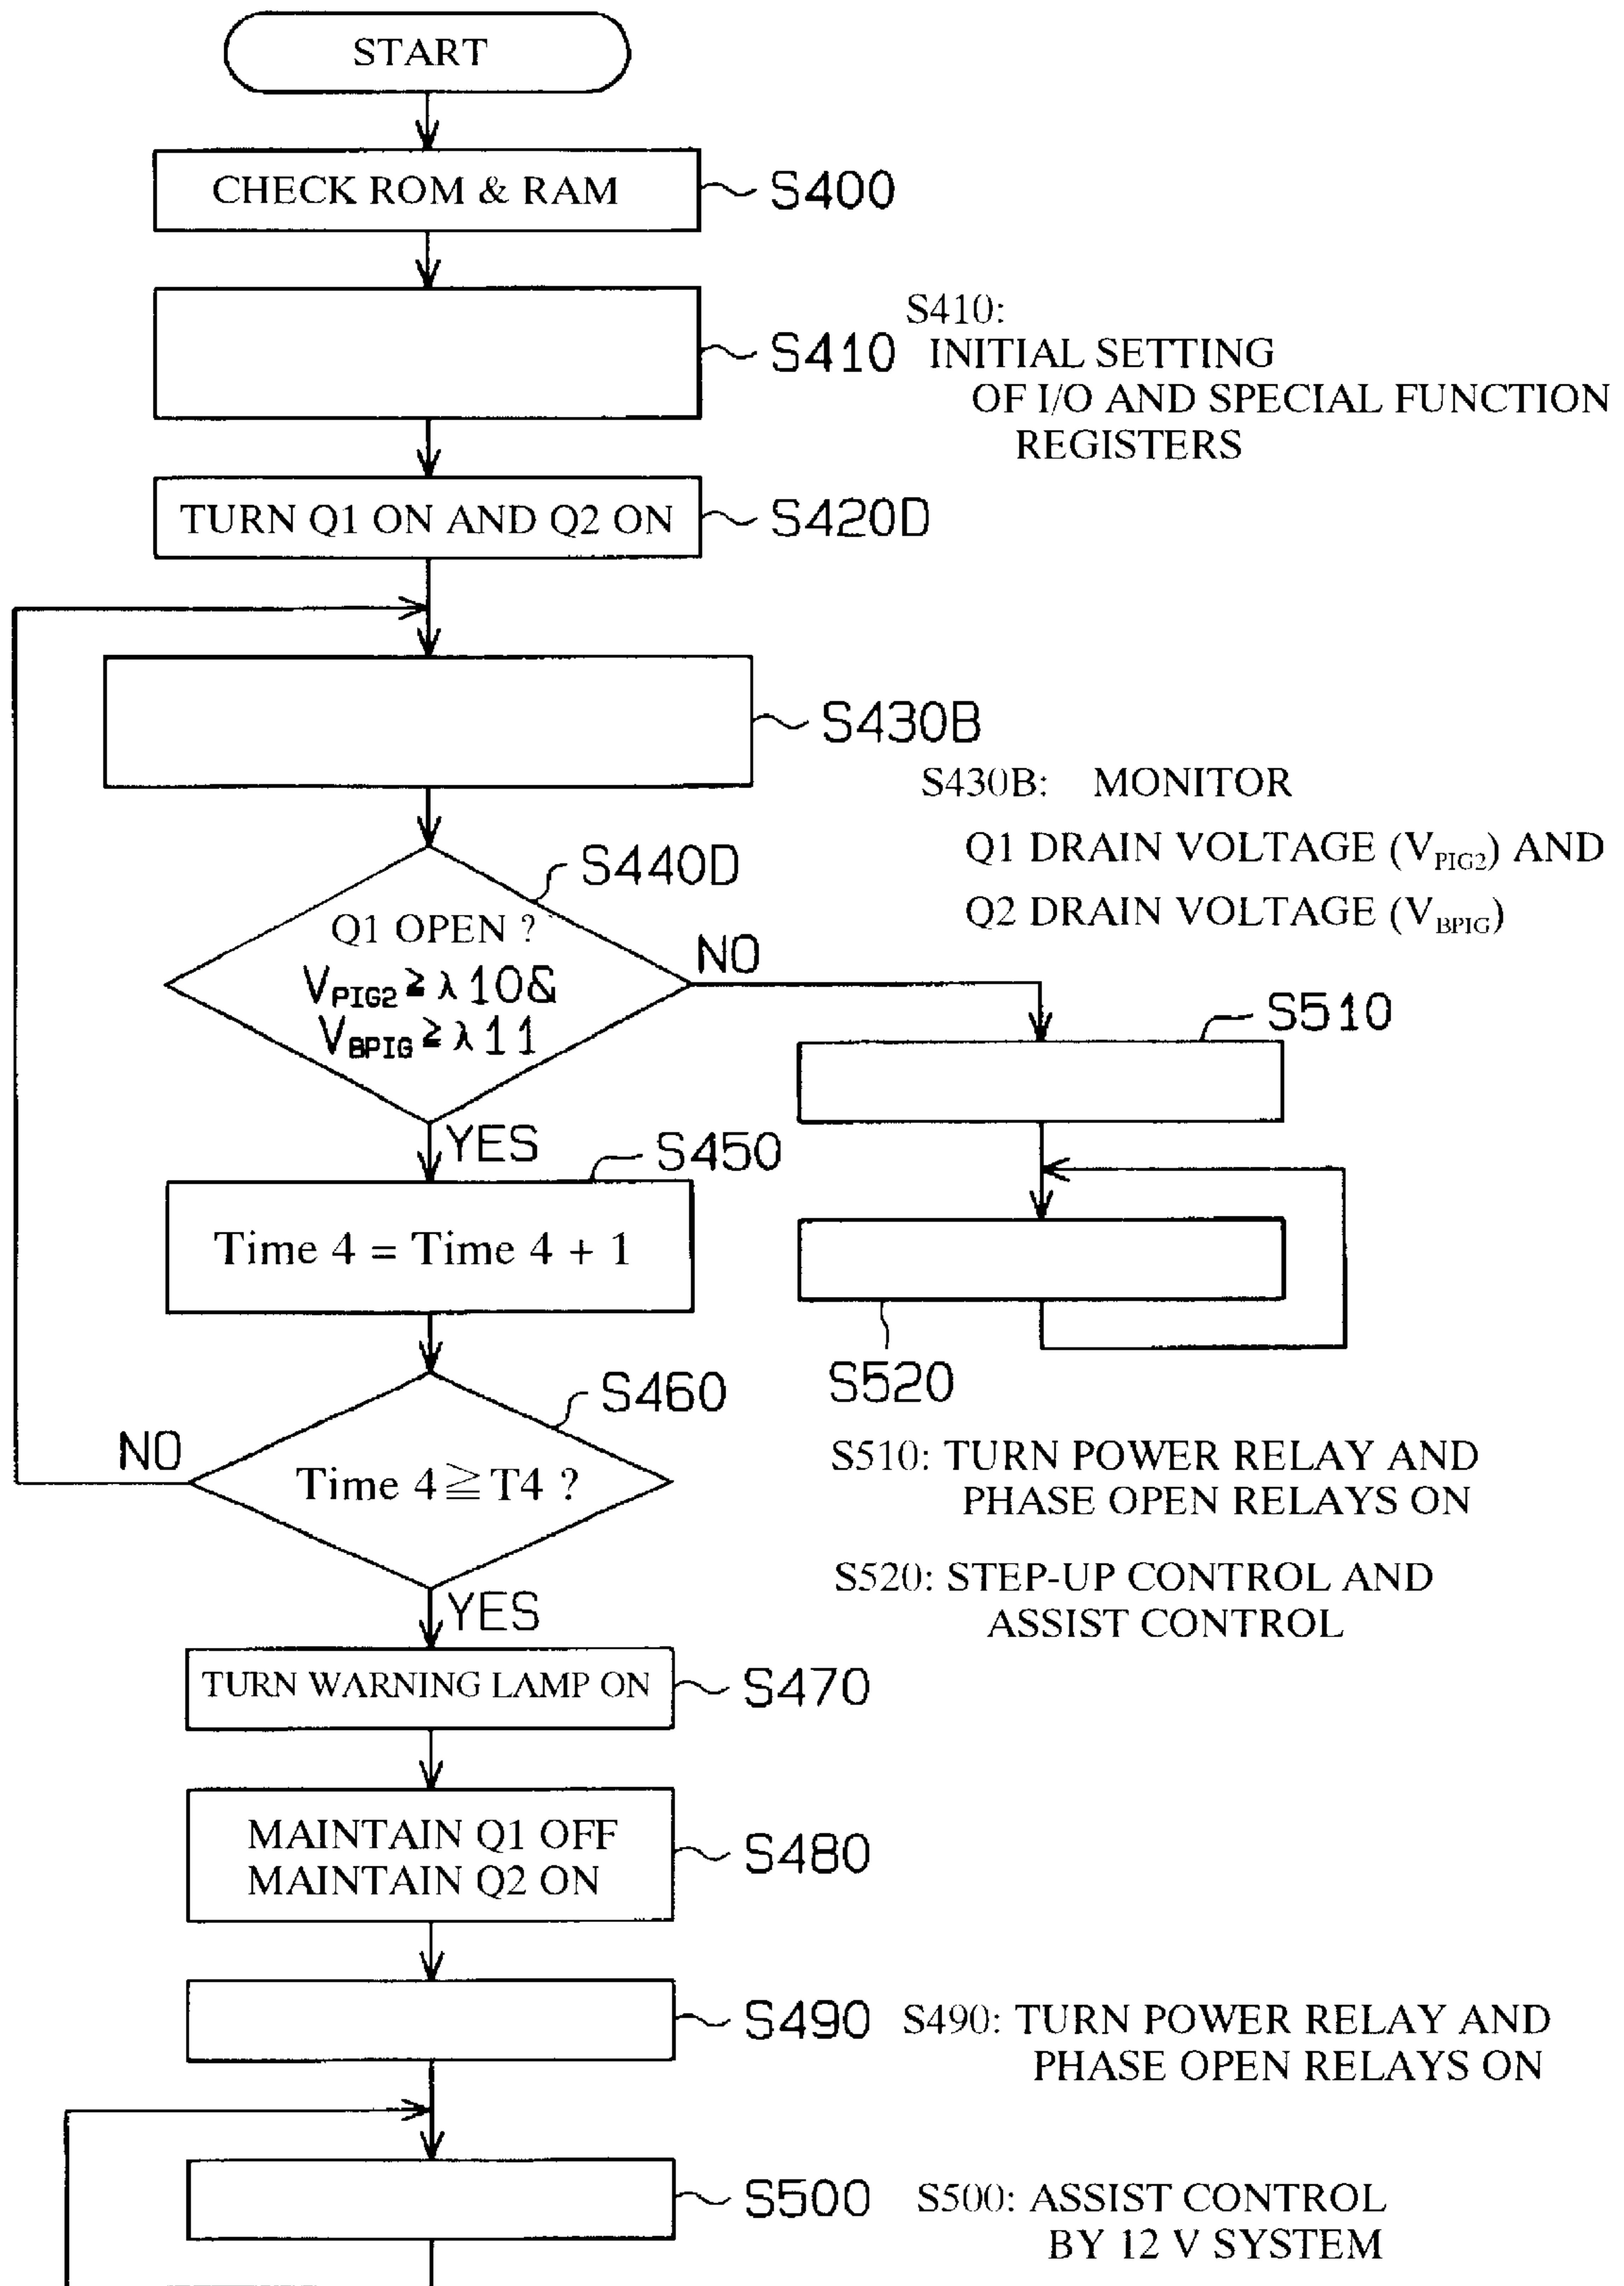 START
CHECK ROM & RAM
S400
S410
S410:
INITIAL SETTING
OF I/O AND SPECIAL FUNCTION
REGISTERS
TURN Q1 ON AND Q2 ON
S420D
S430B
S430B: MONITOR
Q1 DRAIN VOLTAGE (V_PIG2) AND
Q2 DRAIN VOLTAGE (V_BPIG)
S440D
Q1 OPEN ?
V_PIG2 ≧ λ10&
V_BPIG ≧ λ11
NO
YES
S510
S450
Time 4 = Time 4 + 1
S520
S460
NO
Time 4 ≧ T4 ?
YES
S510: TURN POWER RELAY AND
PHASE OPEN RELAYS ON
S520: STEP-UP CONTROL AND
ASSIST CONTROL
TURN WARNING LAMP ON
S470
MAINTAIN Q1 OFF
MAINTAIN Q2 ON
S480
S490
S490: TURN POWER RELAY AND
PHASE OPEN RELAYS ON
S500
S500: ASSIST CONTROL
BY 12 V SYSTEM